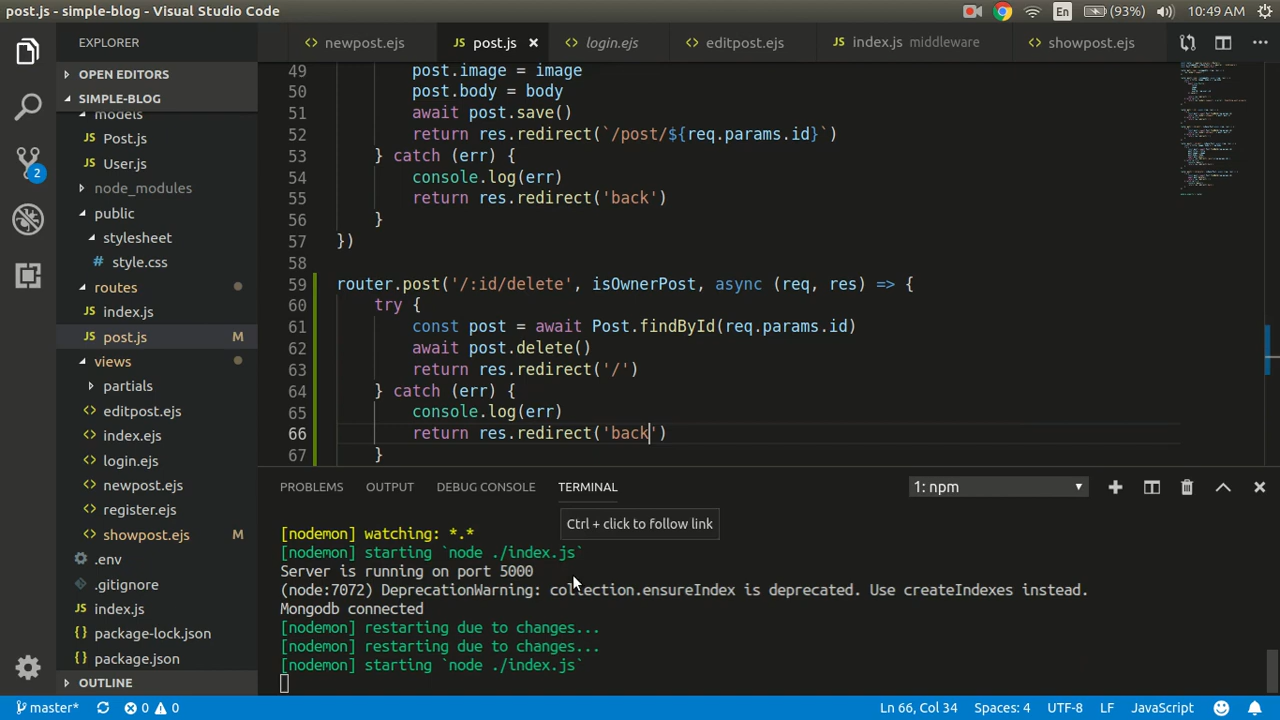 post.js - simple-blog - Visual Studio Code
En
(93%)
10:49 AM
EXPLORER
newpost.ejs
post.js
login.ejs
editpost.ejs
index.js middleware
showpost.ejs
OPEN EDITORS
SIMPLE-BLOG
models
Post.js
User.js
node_modules
public
stylesheet
style.css
routes
index.js
post.js M
views
partials
editpost.ejs
index.ejs
login.ejs
newpost.ejs
register.ejs
showpost.ejs M
.env
.gitignore
index.js
package-lock.json
package.json
OUTLINE
2
49 post.image = image
50 post.body = body
51 await post.save()
52 return res.redirect(`/post/${req.params.id}`)
53 } catch (err) {
54 console.log(err)
55 return res.redirect('back')
56 }
57 })
58
59 router.post('/:id/delete', isOwnerPost, async (req, res) => {
60 try {
61 const post = await Post.findById(req.params.id)
62 await post.delete()
63 return res.redirect('/')
64 } catch (err) {
65 console.log(err)
66 return res.redirect('back')
67 }
PROBLEMS OUTPUT DEBUG CONSOLE TERMINAL
1: npm
Ctrl + click to follow link
[nodemon] watching: *.*
[nodemon] starting `node ./index.js`
Server is running on port 5000
(node:7072) DeprecationWarning: collection.ensureIndex is deprecated. Use createIndexes instead.
Mongodb connected
[nodemon] restarting due to changes...
[nodemon] restarting due to changes...
[nodemon] starting `node ./index.js`
master* 0 0
Ln 66, Col 34 Spaces: 4 UTF-8 LF JavaScript